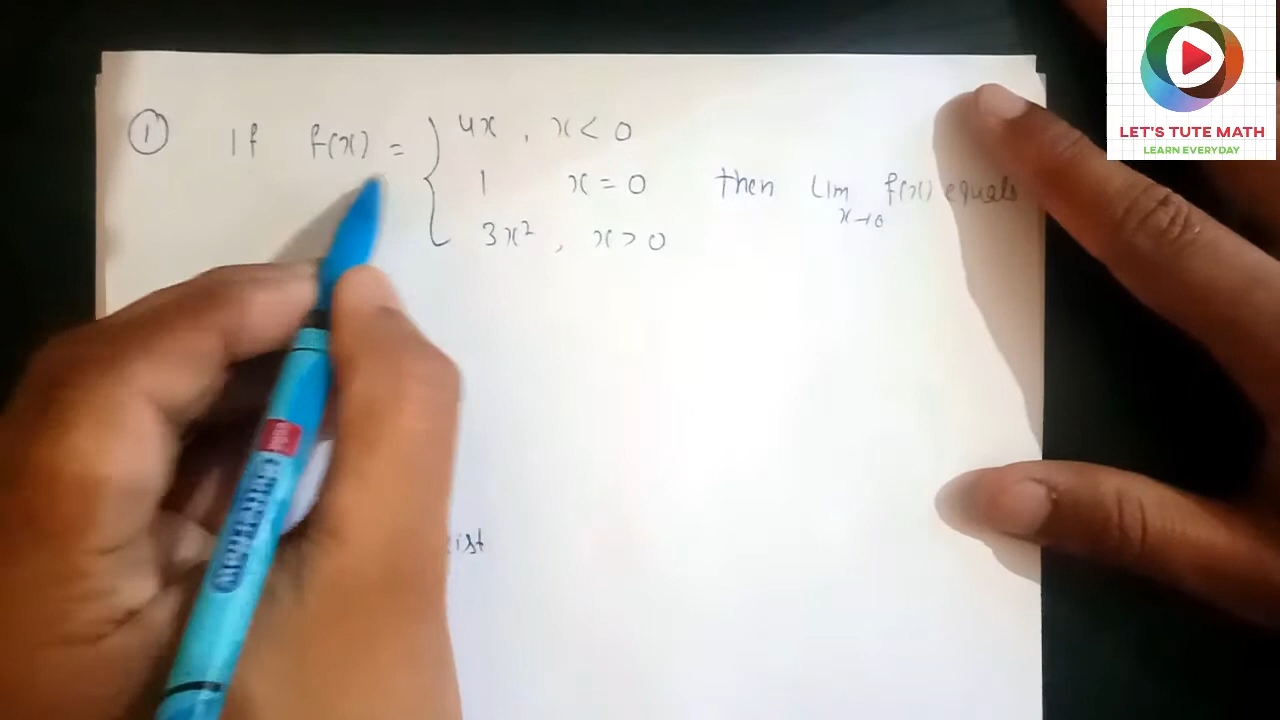 ① If f(x) = { 4x , x < 0
1 x = 0 then Lim f(x) equals
x→0
3x² , x > 0
ist
LET'S TUTE MATH
LEARN EVERYDAY